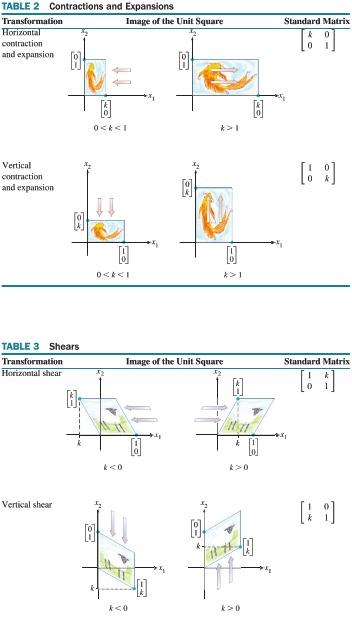 TABLE 2 Contractions and Expansions
Transformation Image of the Unit Square Standard Matrix
Horizontal contraction and expansion
x₂ x₂
[0 1] [0 1]
x₁ x₁
[k 0] [k 0]
0 < k < 1 k > 1
[k 0
0 1]
Vertical contraction and expansion
x₂ x₂
[0 k] [0 k]
x₁ x₁
[1 0] [1 0]
0 < k < 1 k > 1
[1 0
0 k]
TABLE 3 Shears
Transformation Image of the Unit Square Standard Matrix
Horizontal shear
x₂ x₂
[k 1] [k 1]
x₁ x₁
k [1 0] k [1 0]
k < 0 k > 0
[1 k
0 1]
Vertical shear
x₂ x₂
[0 1] [0 1]
k [1 k]
x₁ x₁
k [1 k]
k < 0 k > 0
[1 0
k 1]